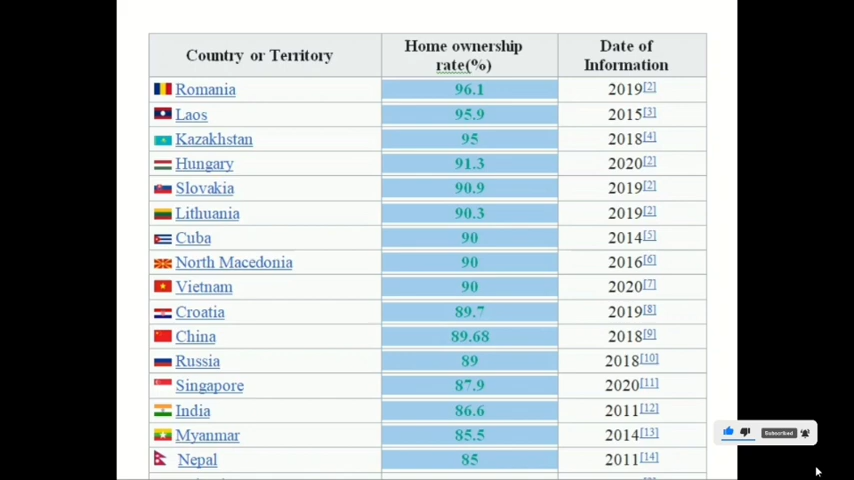 Country or Territory Home ownership rate(%) Date of Information
Romania 96.1 2019[2]
Laos 95.9 2015[3]
Kazakhstan 95 2018[4]
Hungary 91.3 2020[2]
Slovakia 90.9 2019[2]
Lithuania 90.3 2019[2]
Cuba 90 2014[5]
North Macedonia 90 2016[6]
Vietnam 90 2020[7]
Croatia 89.7 2019[8]
China 89.68 2018[9]
Russia 89 2018[10]
Singapore 87.9 2020[11]
India 86.6 2011[12]
Myanmar 85.5 2014[13]
Nepal 85 2011[14]
Subscribed